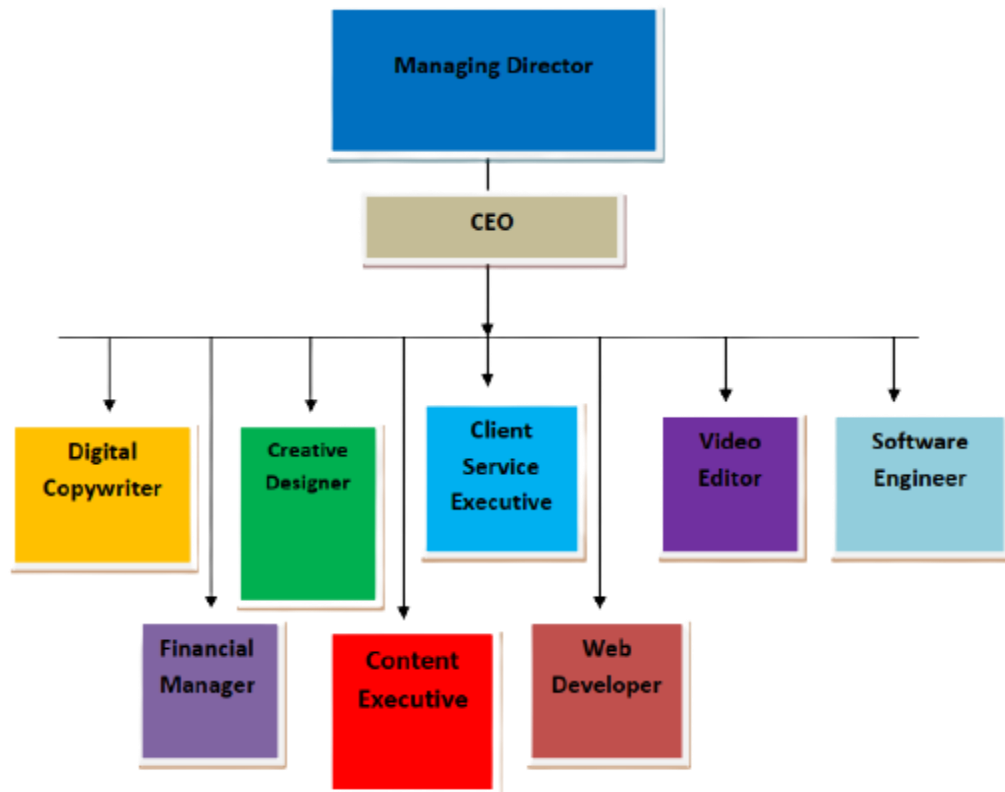 Managing Director
CEO
Digital
Copywriter
Creative
Designer
Client
Service
Executive
Video
Editor
Software
Engineer
Financial
Manager
Content
Executive
Web
Developer